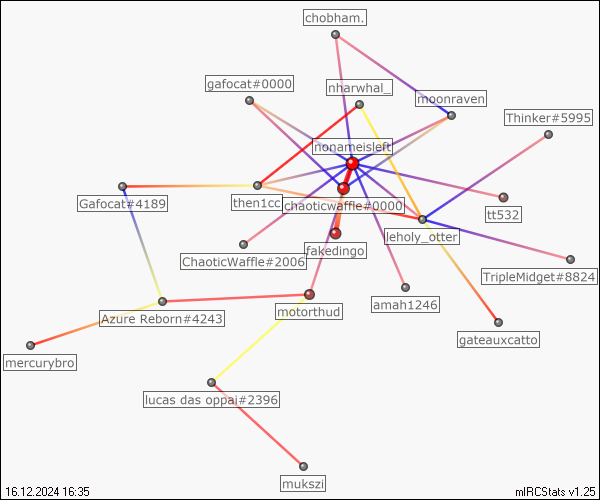 chobham.
gafocat#0000
nharwhal_
moonraven
Thinker#5995
nonameisleft
Gafocat#4189
then1cc
chaoticwaffle#0000
tt532
leholy_otter
fakedingo
ChaoticWaffle#2006
TripleMidget#8824
amah1246
motorthud
Azure Reborn#4243
gateauxcatto
mercurybro
lucas das oppai#2396
mukszi
16.12.2024 16:35
mIRCStats v1.25